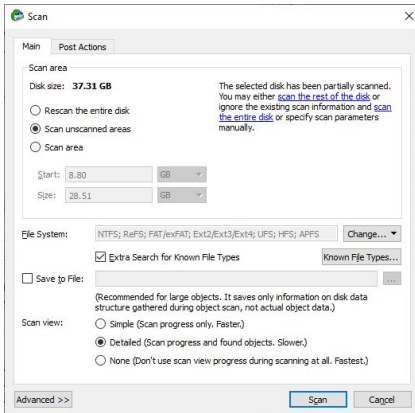 Scan
Main
Post Actions
Scan area
Disk size: 37.31 GB
Rescan the entire disk
Scan unscanned areas
Scan area
The selected disk has been partially scanned.
You may either scan the rest of the disk or
ignore the existing scan information and scan
the entire disk or specify scan parameters
manually.
Start: 8.80 GB
Size: 28.51 GB
File System: NTFS; ReFS; FAT/exFAT; Ext2/Ext3/Ext4; UFS; HFS; APFS Change...
Extra Search for Known File Types Known File Types...
Save to File: ...
(Recommended for large objects. It saves only information on disk data
structure gathered during object scan, not actual object data.)
Scan view: Simple (Scan progress only. Faster.)
Detailed (Scan progress and found objects. Slower.)
None (Don't use scan view progress during scanning at all. Fastest.)
Advanced >> Scan Cancel